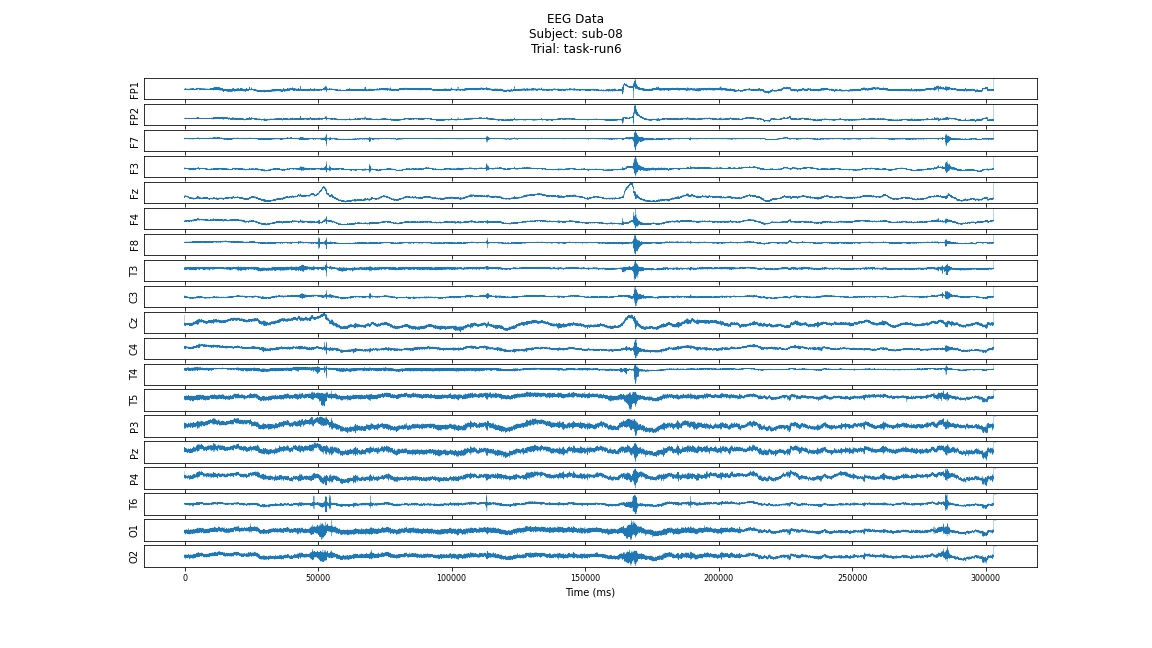 EEG Data
Subject: sub-08
Trial: task-run6
FP1
FP2
F7
F3
Fz
F4
F8
T3
C3
Cz
C4
T4
T5
P3
Pz
P4
T6
O1
O2
0 50000 100000 150000 200000 250000 300000
Time (ms)